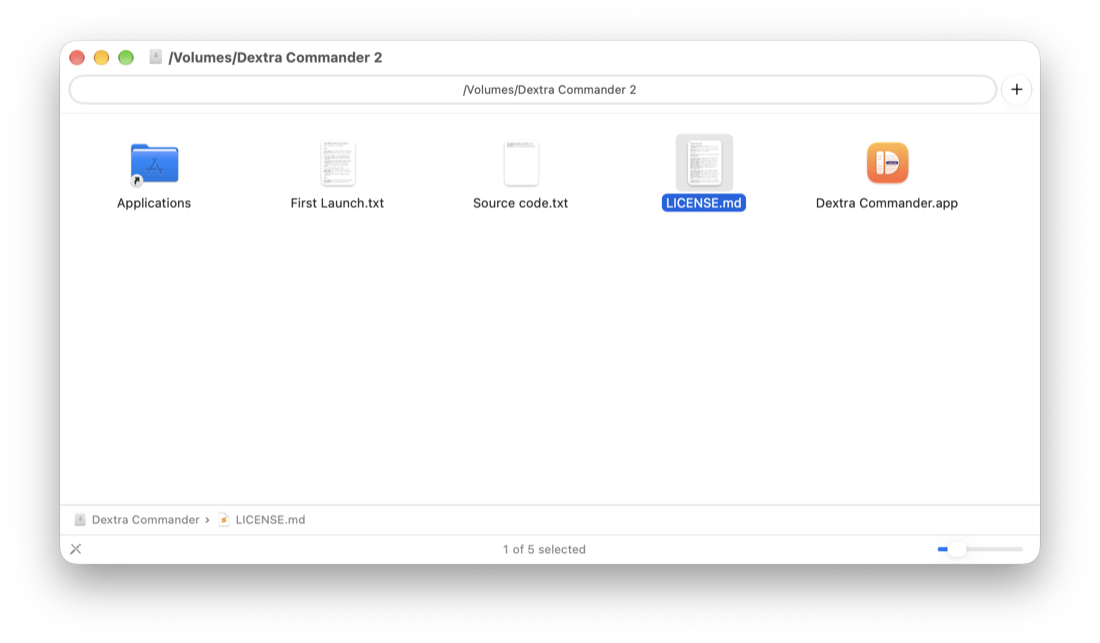 /Volumes/Dextra Commander 2
/Volumes/Dextra Commander 2
Applications
First Launch.txt
Source code.txt
LICENSE.md
Dextra Commander.app
Dextra Commander › LICENSE.md
1 of 5 selected